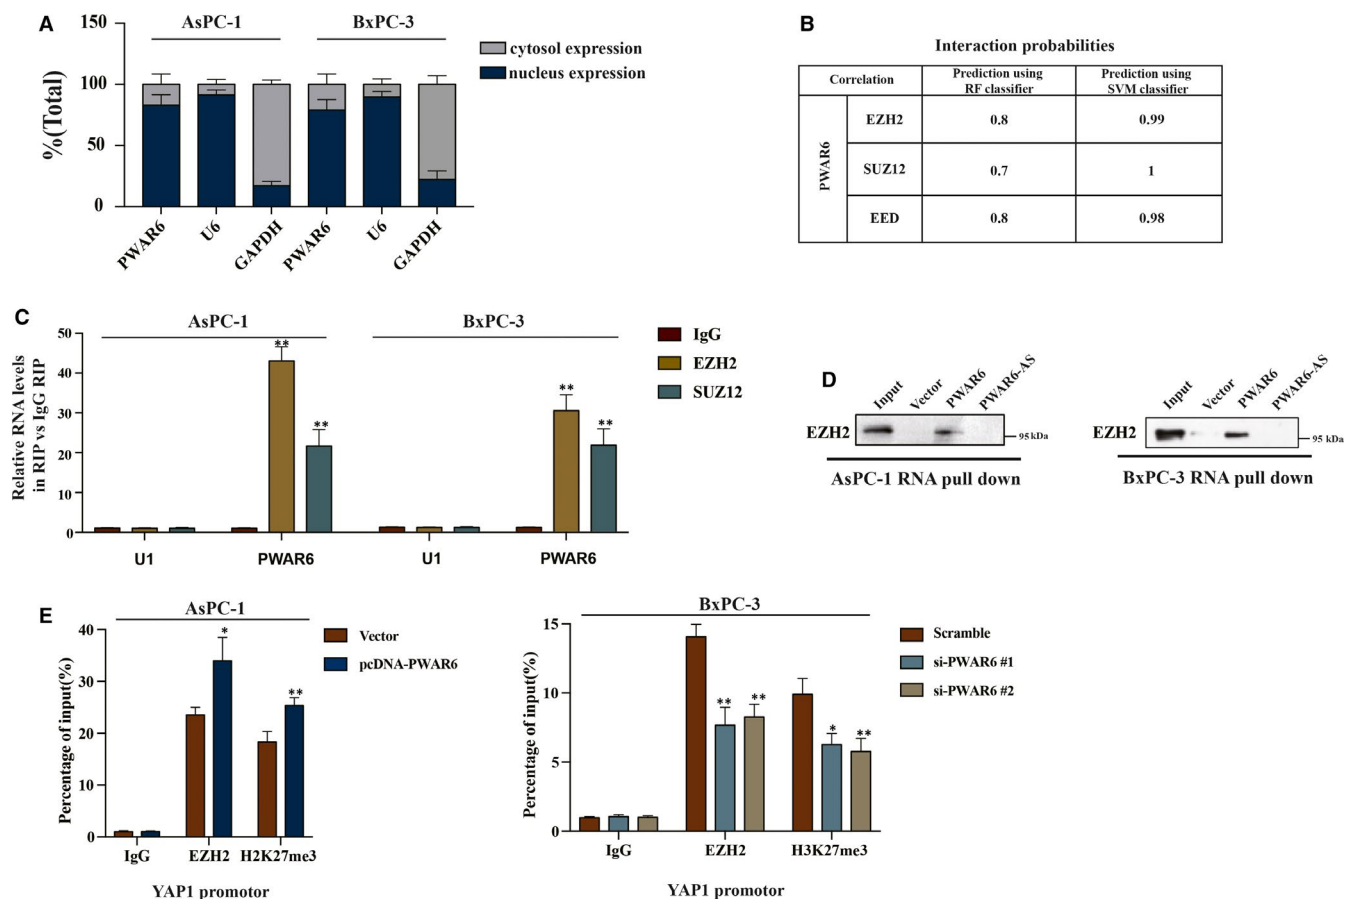 A
AsPC-1
BxPC-3
150
100
50
0
%(Total)
cytosol expression
nucleus expression
PWAR6
U6
GAPDH
PWAR6
U6
GAPDH
B
Interaction probabilities
Correlation
Prediction using RF classifier
Prediction using SVM classifier
PWAR6
EZH2 0.8 0.99
SUZ12 0.7 1
EED 0.8 0.98
C
AsPC-1
BxPC-3
Relative RNA levels
in RIP vs IgG RIP
50
40
30
20
10
0
**
**
**
**
IgG
EZH2
SUZ12
U1
PWAR6
U1
PWAR6
D
Input
Vector
PWAR6
PWAR6-AS
EZH2
95 kDa
AsPC-1 RNA pull down
Input
Vector
PWAR6
PWAR6-AS
EZH2
95 kDa
BxPC-3 RNA pull down
E
AsPC-1
Percentage of input(%)
40
30
20
10
0
*
**
Vector
pcDNA-PWAR6
IgG
EZH2
H2K27me3
YAP1 promotor
BxPC-3
Percentage of input(%)
15
10
5
0
**
**
*
**
Scramble
si-PWAR6 #1
si-PWAR6 #2
IgG
EZH2
H3K27me3
YAP1 promotor